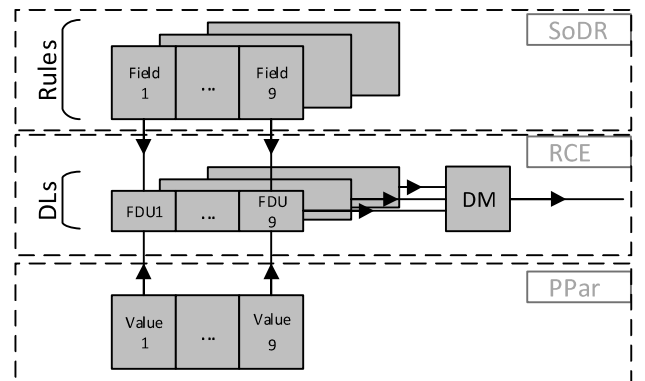 SoDR
Rules
Field 1
...
Field 9
RCE
DLs
FDU1
...
FDU 9
DM
PPar
Value 1
...
Value 9